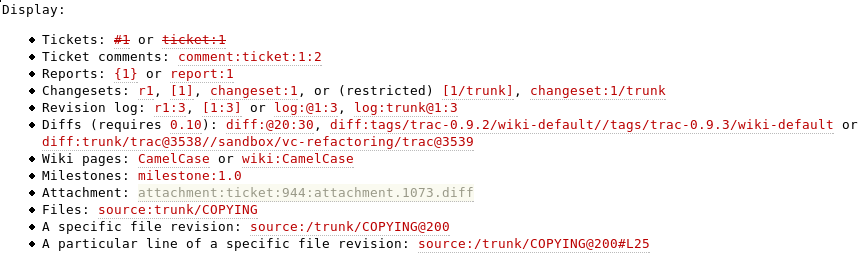 Display:
◆ Tickets: #1 or ticket:1
◆ Ticket comments: comment:ticket:1:2
◆ Reports: {1} or report:1
◆ Changesets: r1, [1], changeset:1, or (restricted) [1/trunk], changeset:1/trunk
◆ Revision log: r1:3, [1:3] or log:@1:3, log:trunk@1:3
◆ Diffs (requires 0.10): diff:@20:30, diff:tags/trac-0.9.2/wiki-default//tags/trac-0.9.3/wiki-default or
diff:trunk/trac@3538//sandbox/vc-refactoring/trac@3539
◆ Wiki pages: CamelCase or wiki:CamelCase
◆ Milestones: milestone:1.0
◆ Attachment: attachment:ticket:944:attachment.1073.diff
◆ Files: source:trunk/COPYING
◆ A specific file revision: source:/trunk/COPYING@200
◆ A particular line of a specific file revision: source:/trunk/COPYING@200#L25